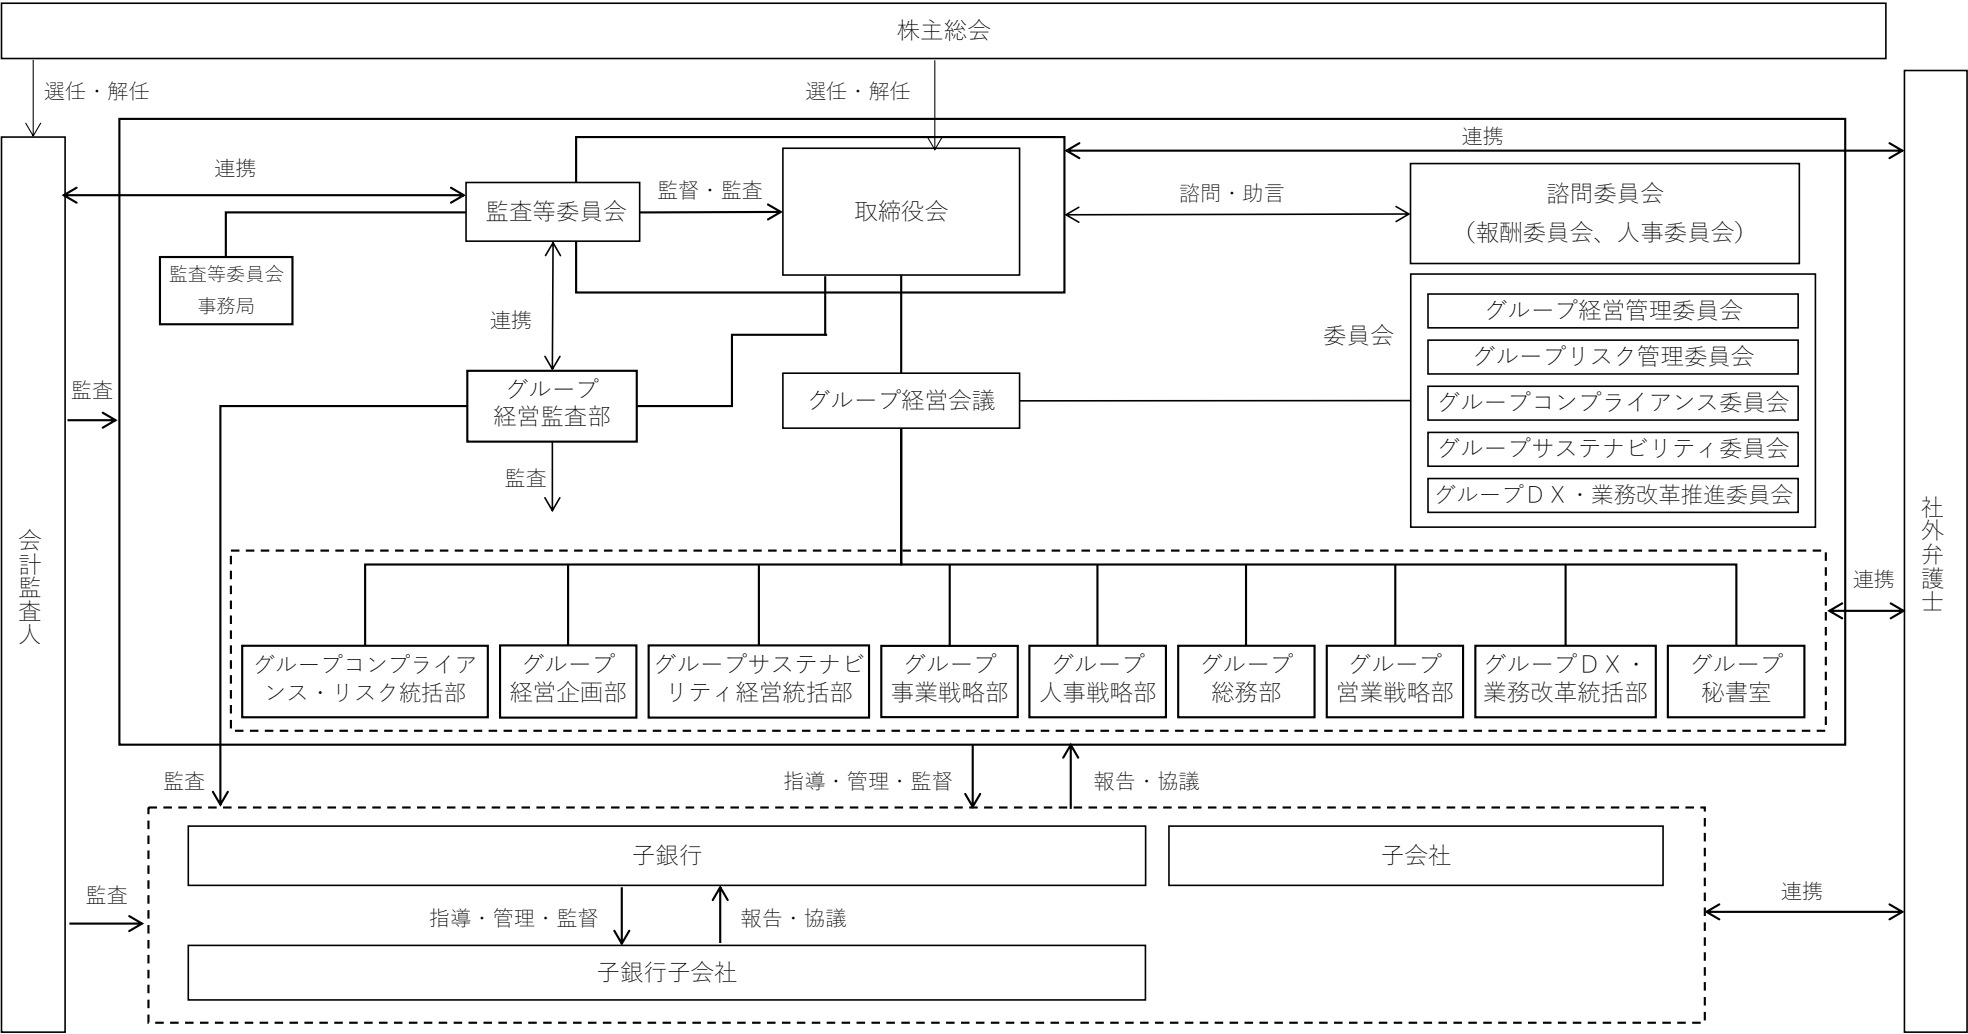 株主総会
選任・解任
選任・解任
連携
連携
監督・監査
諮問・助言
監査等委員会
取締役会
諮問委員会
（報酬委員会、人事委員会）
監査等委員会
事務局
連携
委員会
グループ経営管理委員会
グループリスク管理委員会
グループコンプライアンス委員会
グループサステナビリティ委員会
グループＤＸ・業務改革推進委員会
監査
グループ
経営監査部
グループ経営会議
監査
会計監査人
社外弁護士
連携
グループコンプライア
ンス・リスク統括部
グループ
経営企画部
グループサステナビ
リティ経営統括部
グループ
事業戦略部
グループ
人事戦略部
グループ
総務部
グループ
営業戦略部
グループＤＸ・
業務改革統括部
グループ
秘書室
監査
指導・管理・監督
報告・協議
子銀行
子会社
監査
指導・管理・監督
報告・協議
連携
子銀行子会社